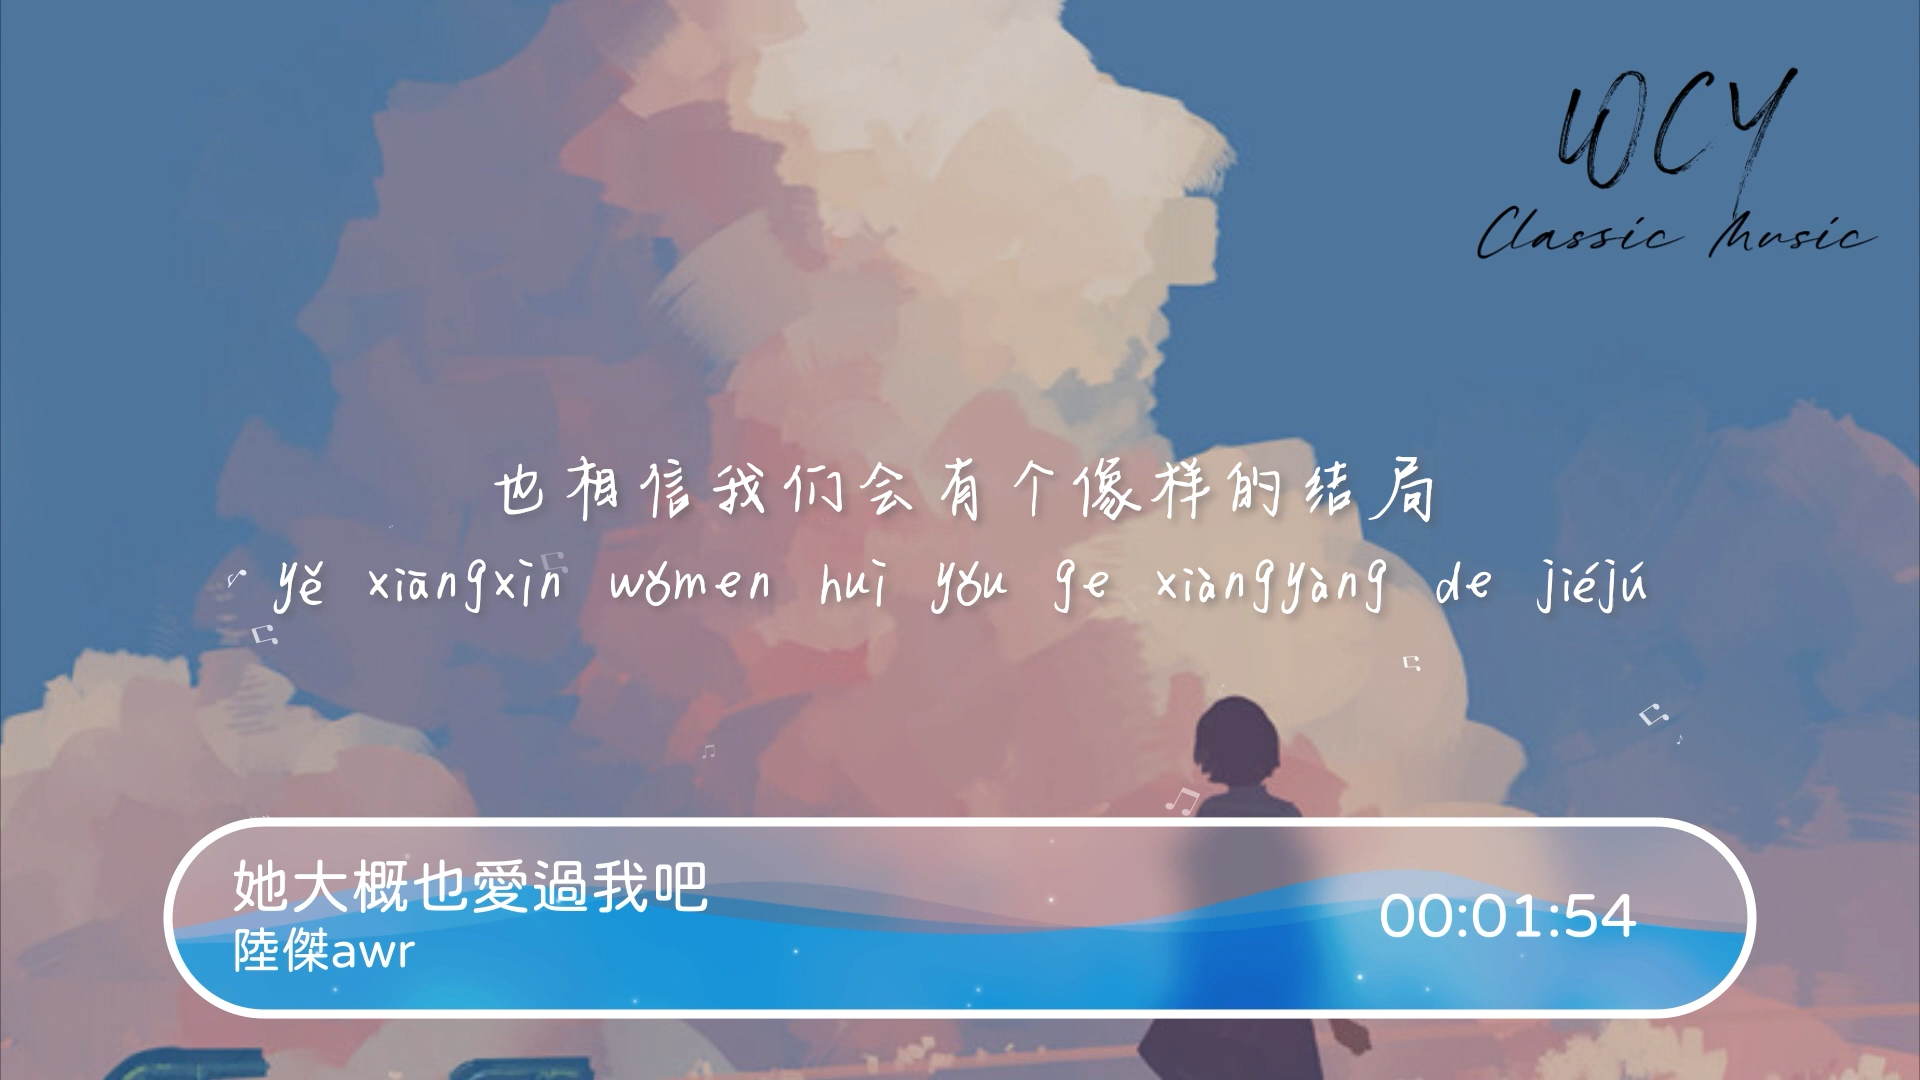 WCY
Classic Music
也相信我们会有个像样的结局
yě xiāngxìn wǒmen huì yǒu ge xiàngyàng de jiéjú
她大概也愛過我吧
陸傑awr
00:01:54